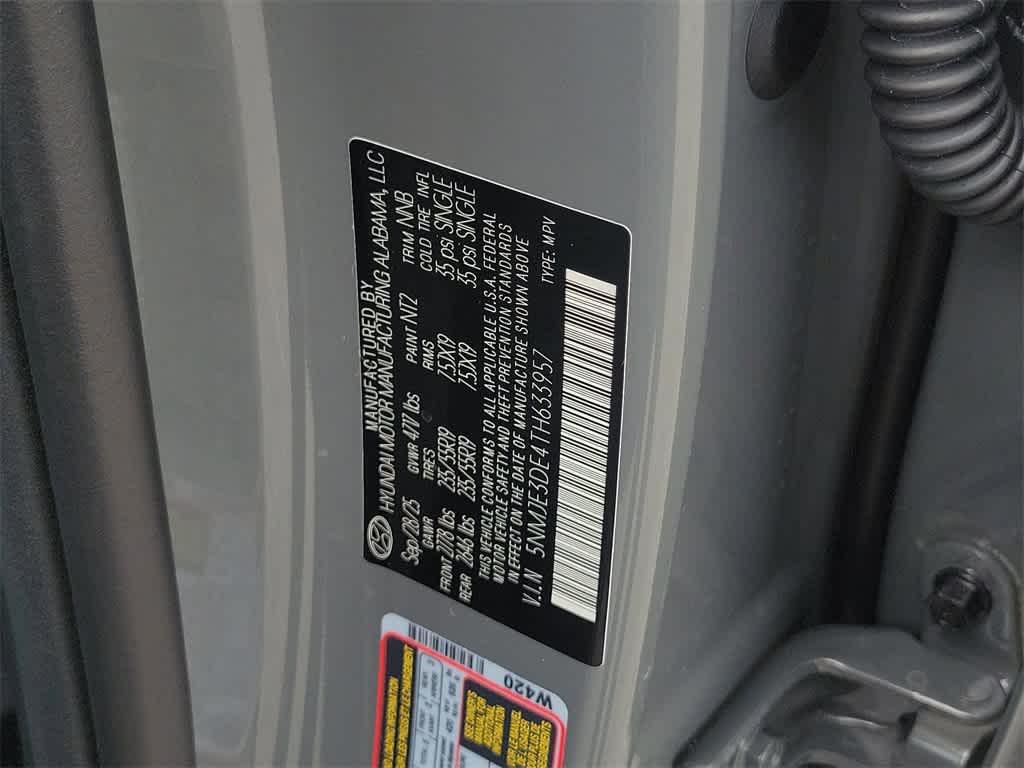 MANUFACTURED BY
HYUNDAI MOTOR MANUFACTURING ALABAMA, LLC
Sep/28/25 GVWR 4717 lbs PAINT NT2 TRIM NNB
GAWR TIRES RIMS COLD TIRE INFL
FRONT 2778 lbs 235/55R19 7.5JX19 35 psi SINGLE
REAR 2646 lbs 235/55R19 7.5JX19 35 psi SINGLE
THIS VEHICLE CONFORMS TO ALL APPLICABLE U.S.A. FEDERAL
MOTOR VEHICLE SAFETY AND THEFT PREVENTION STANDARDS
IN EFFECT ON THE DATE OF MANUFACTURE SHOWN ABOVE
V.I.N 5NMJE3DE4TH633957 TYPE: MPV
W420